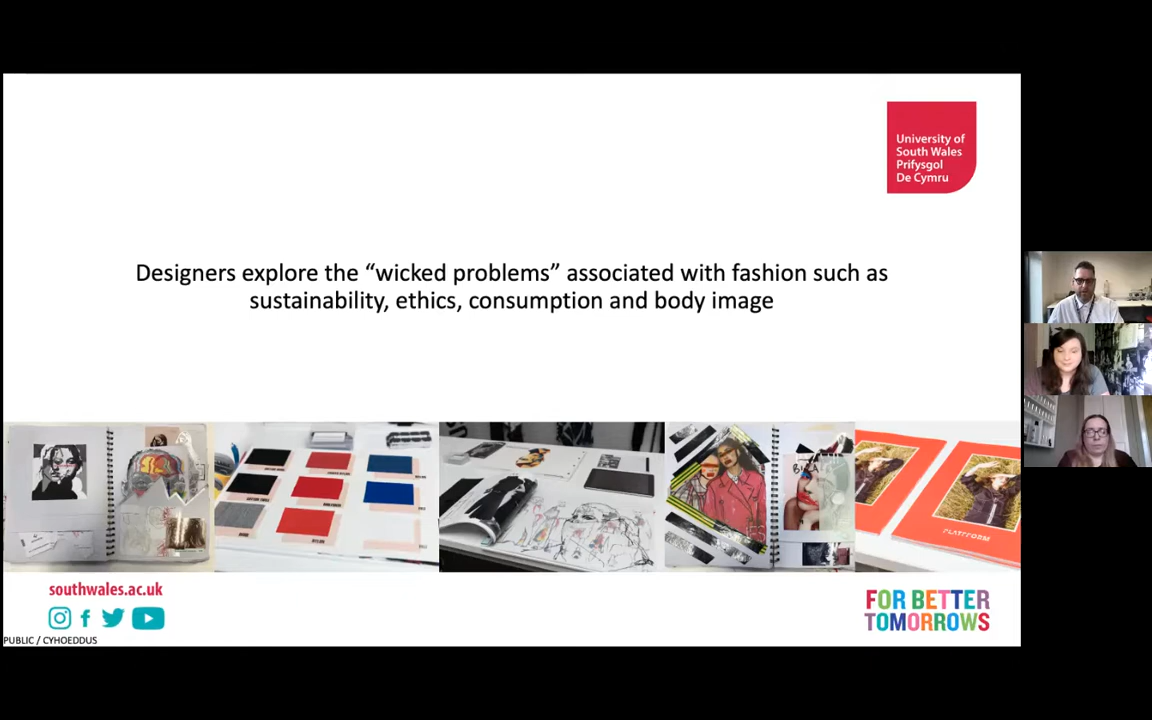 University of
South Wales
Prifysgol
De Cymru
Designers explore the “wicked problems” associated with fashion such as
sustainability, ethics, consumption and body image
PLATFORM
southwales.ac.uk
FOR BETTER
TOMORROWS
PUBLIC / CYHOEDDUS